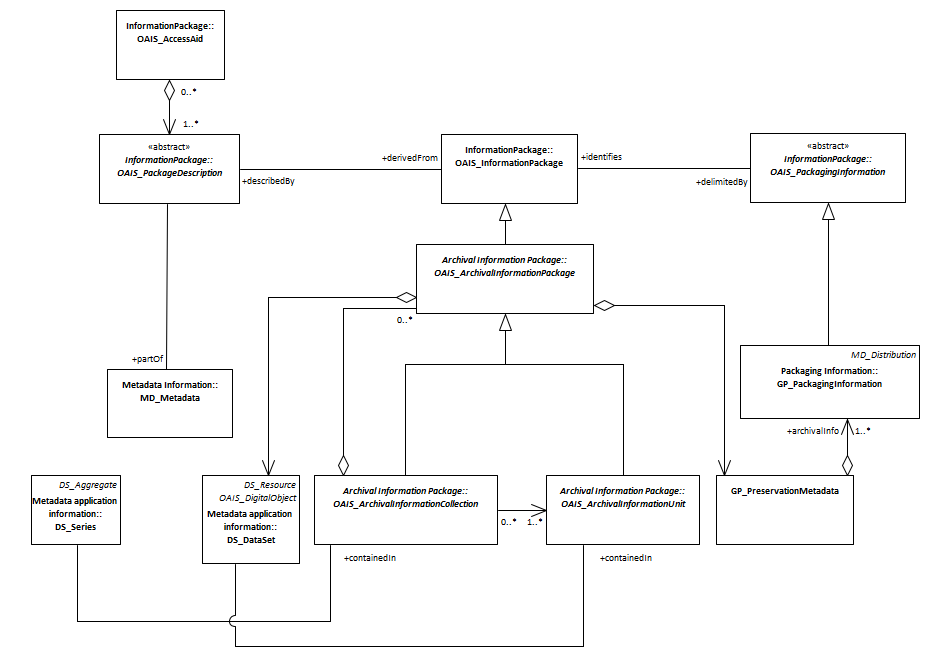 InformationPackage::
OAIS_AccessAid
0..*
1..*
«abstract»
InformationPackage::
OAIS_PackageDescription
+derivedFrom
+describedBy
InformationPackage::
OAIS_InformationPackage
+identifies
+delimitedBy
«abstract»
InformationPackage::
OAIS_PackagingInformation
Archival Information Package::
OAIS_ArchivalInformationPackage
0..*
+partOf
Metadata Information::
MD_Metadata
MD_Distribution
Packaging Information::
GP_PackagingInformation
+archivalInfo
1..*
DS_Aggregate
Metadata application
information::
DS_Series
DS_Resource
OAIS_DigitalObject
Metadata application
information::
DS_DataSet
Archival Information Package::
OAIS_ArchivalInformationCollection
0..*
1..*
Archival Information Package::
OAIS_ArchivalInformationUnit
GP_PreservationMetadata
+containedIn
+containedIn